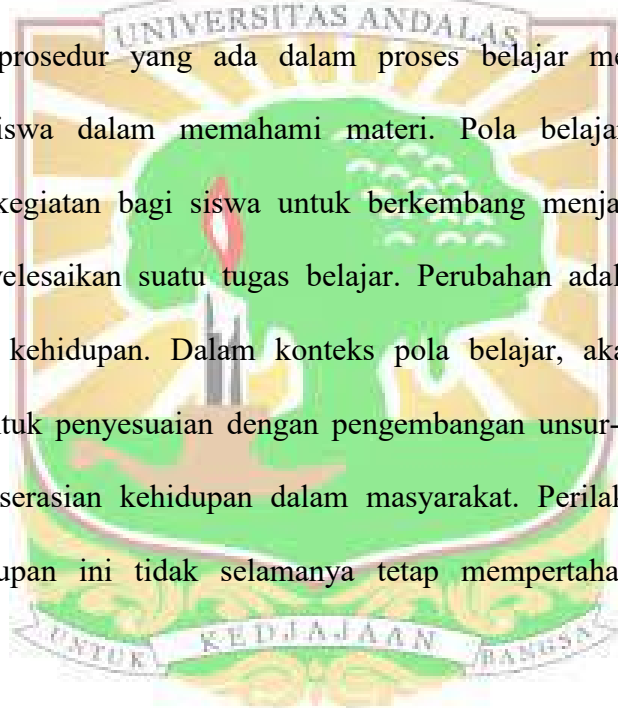 UNIVERSITAS ANDALAS
prosedur yang ada dalam proses belajar me
iswa dalam memahami materi. Pola belajar
kegiatan bagi siswa untuk berkembang menja
yelesaikan suatu tugas belajar. Perubahan adal
kehidupan. Dalam konteks pola belajar, aka
tuk penyesuaian dengan pengembangan unsur-
serasian kehidupan dalam masyarakat. Perilak
upan ini tidak selamanya tetap mempertaha
UNTUK KEDJAJAAN BANGSA